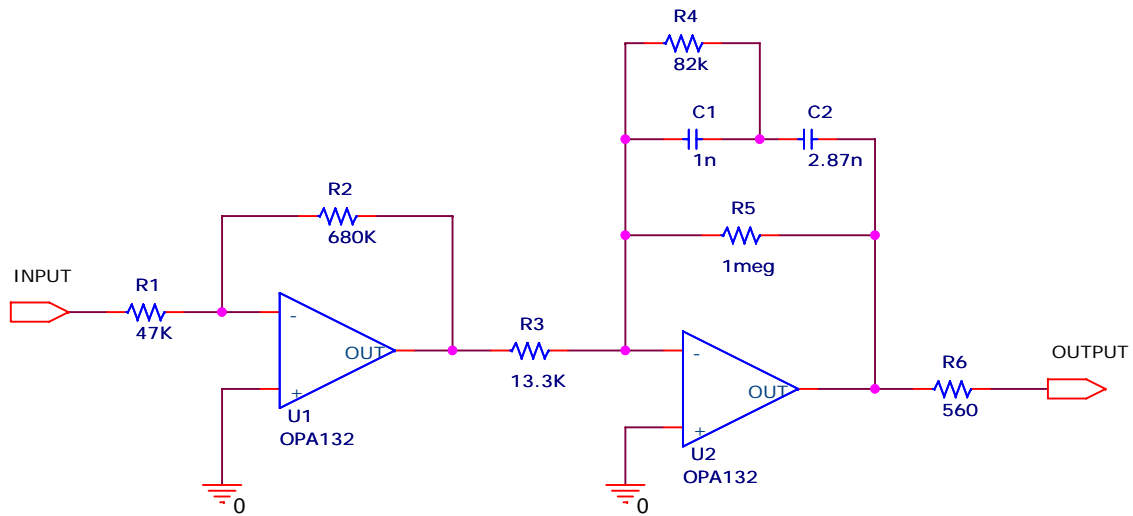 R4
82k
C1
1n
C2
2.87n
R2
680K
R5
1meg
INPUT
R1
47K
-
OUT
+
U1
OPA132
R3
13.3K
-
OUT
+
U2
OPA132
R6
560
OUTPUT
0
0